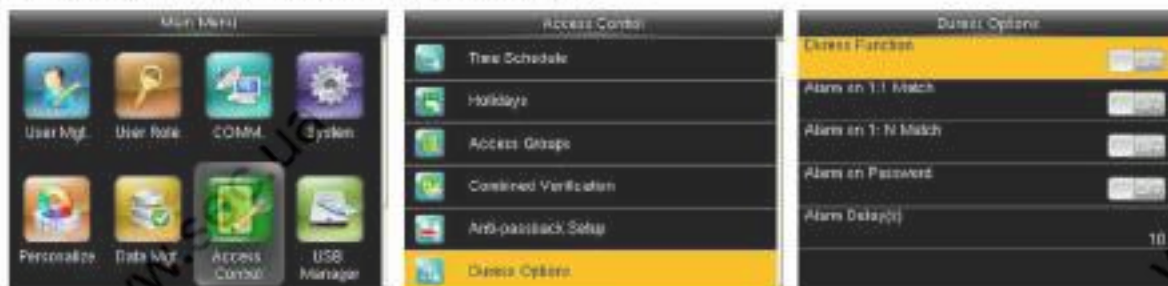 Main Menu
User Mgt.
User Role
COMM.
System
Personalize
Data Mgt.
Access
Control
USB
Manager
Access Control
Time Schedule
Holidays
Access Groups
Combined Verification
Anti-passback Setup
Duress Options
Duress Options
Duress Function
Alarm on 1:1 Match
Alarm on 1: N Match
Alarm on Password
Alarm Delay(s)
10